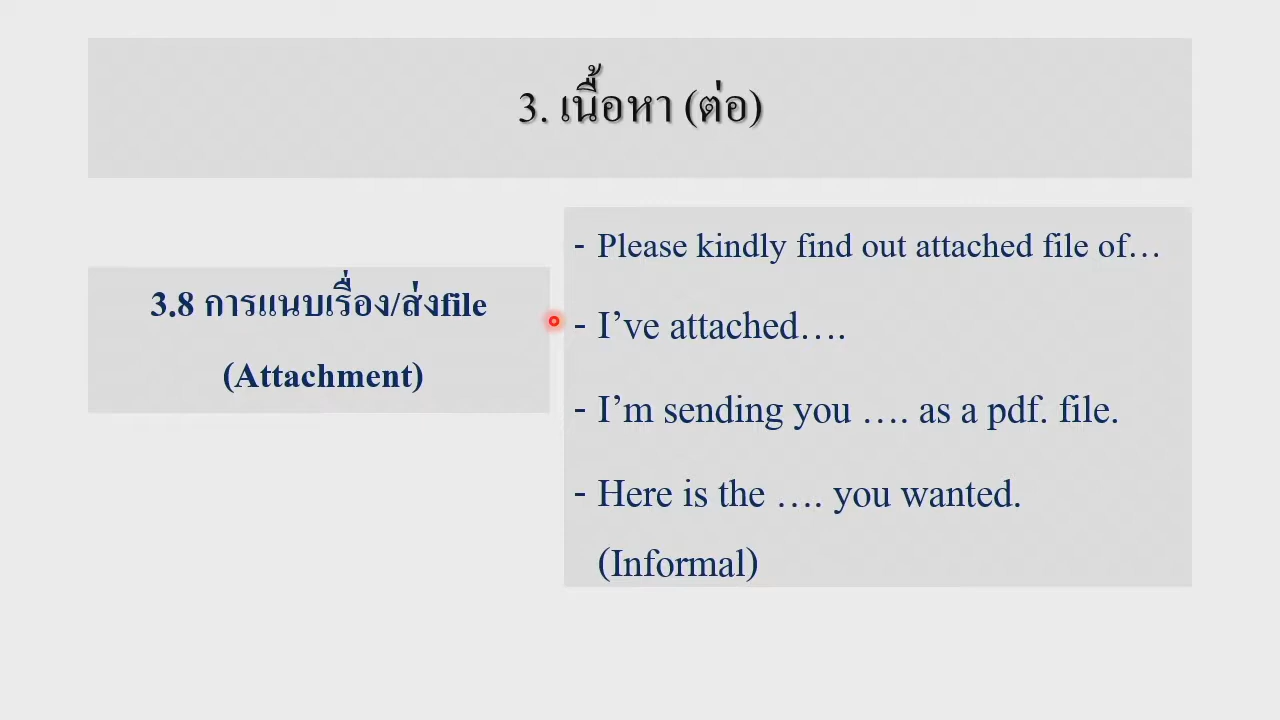 3. เนื้อหา (ต่อ)
3.8 การแนบเรื่อง/ส่งfile
(Attachment)
- Please kindly find out attached file of…
- I’ve attached….
- I’m sending you …. as a pdf. file.
- Here is the …. you wanted.
(Informal)